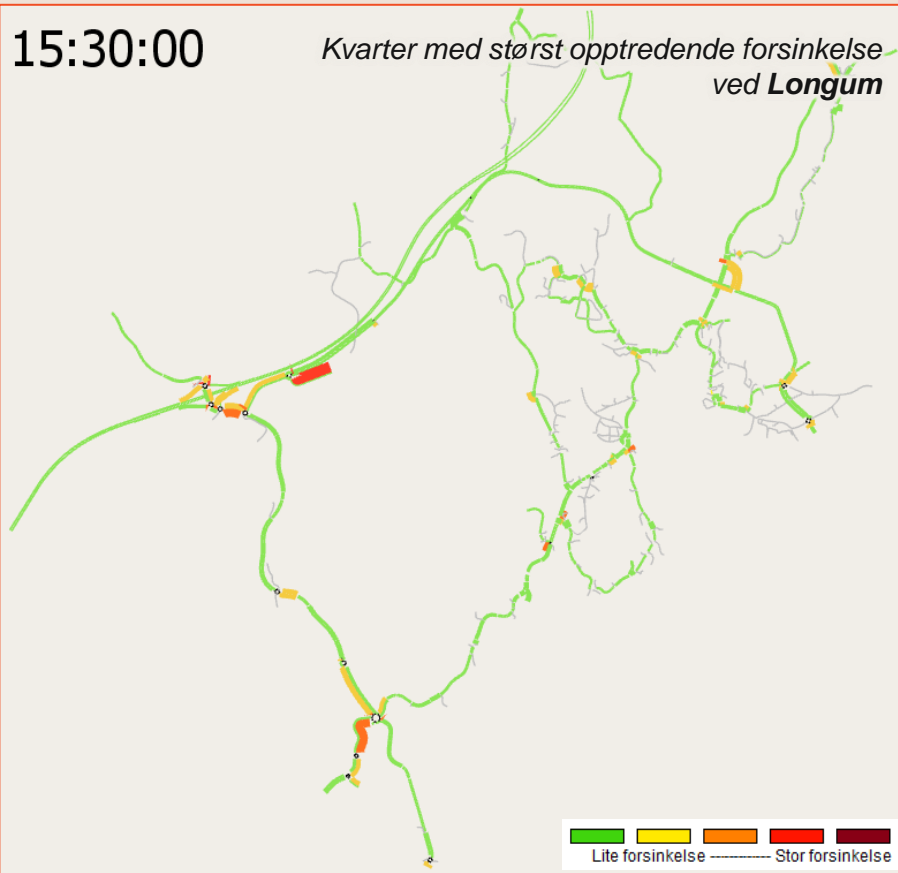 15:30:00
Kvarter med størst opptredende forsinkelse
ved Longum
Lite forsinkelse ------------- Stor forsinkelse